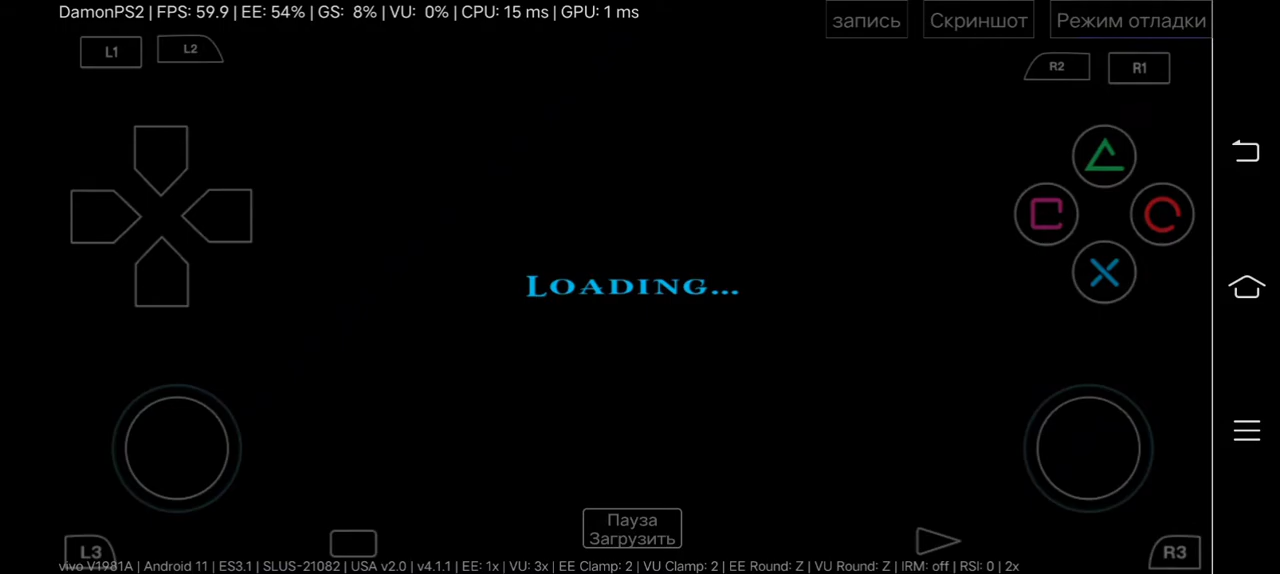 DamonPS2 | FPS: 59.9 | EE: 54% | GS: 8% | VU: 0% | CPU: 15 ms | GPU: 1 ms
запись
Скриншот
Режим отладки
L1
L2
R2
R1
LOADING...
Пауза
Загрузить
L3
R3
vivo V1981A | Android 11 | ES3.1 | SLUS-21082 | USA v2.0 | v4.1.1 | EE: 1x | VU: 3x | EE Clamp: 2 | VU Clamp: 2 | EE Round: Z | VU Round: Z | IRM: off | RSI: 0 | 2x